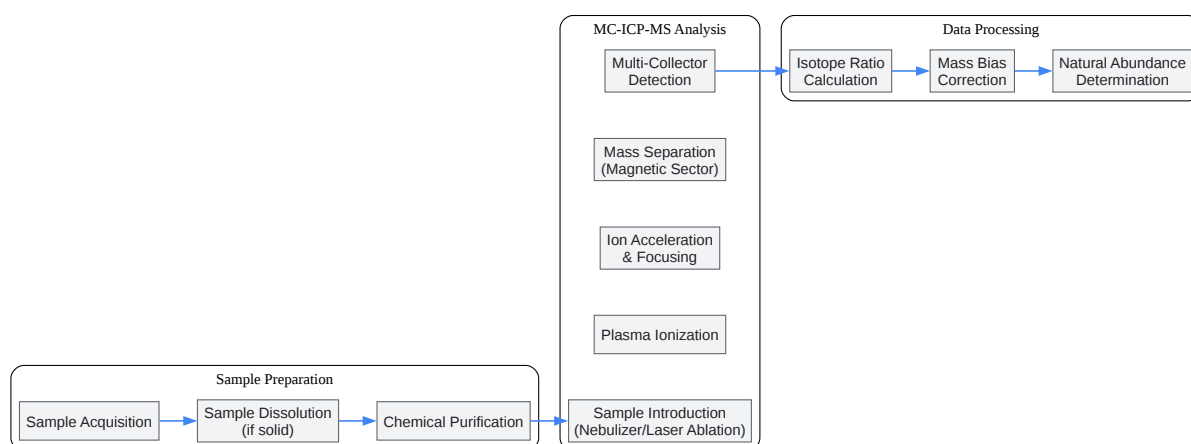 MC-ICP-MS Analysis
Multi-Collector
Detection
Mass Separation
(Magnetic Sector)
Ion Acceleration
& Focusing
Plasma Ionization
Sample Introduction
(Nebulizer/Laser Ablation)
Data Processing
Isotope Ratio
Calculation
Mass Bias
Correction
Natural Abundance
Determination
Sample Preparation
Sample Acquisition
Sample Dissolution
(if solid)
Chemical Purification